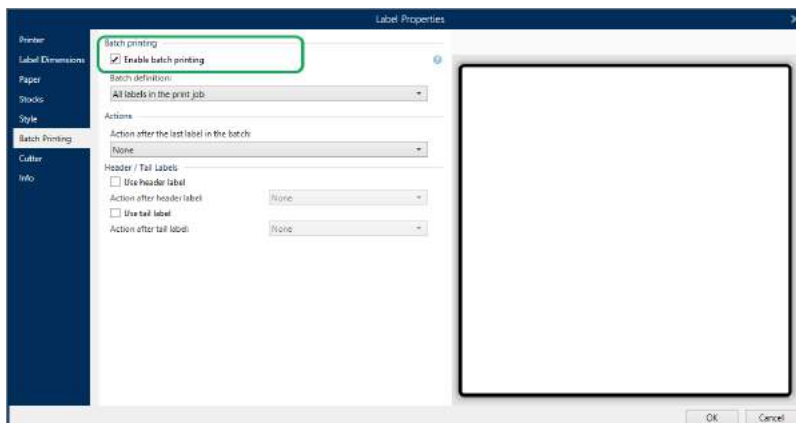 Label Properties
Printer
Label Dimensions
Paper
Stocks
Style
Batch Printing
Cutter
Info
Batch printing
Enable batch printing
Batch definition:
All labels in the print job
Actions
Action after the last label in the batch:
None
Header / Tail Labels
Use header label
Action after header label: None
Use tail label
Action after tail label: None
OK Cancel